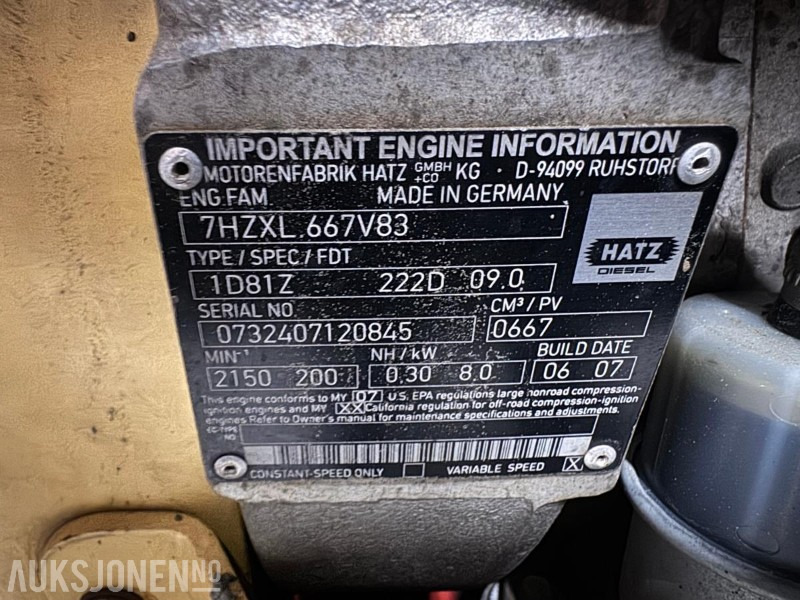 IMPORTANT ENGINE INFORMATION
MOTORENFABRIK HATZ GMBH +CO KG • D-94099 RUHSTORF
ENG.FAM. MADE IN GERMANY
7HZXL.667V83
HATZ
DIESEL
TYPE / SPEC / FDT
1D81Z 222D 09.0
SERIAL NO. CM³ / PV
0732407120845 0667
MIN⁻¹ NH / kW BUILD DATE
2150 200 0.30 8.0 06 07
This engine conforms to MY 07 U.S. EPA regulations large nonroad compression-
ignition engines and MY XX California regulation for off-road compression-ignition
engines Refer to Owner's manual for maintenance specifications and adjustments.
EC-TYPE
NO
CONSTANT-SPEED ONLY VARIABLE SPEED X
AUKSJONEN.NO